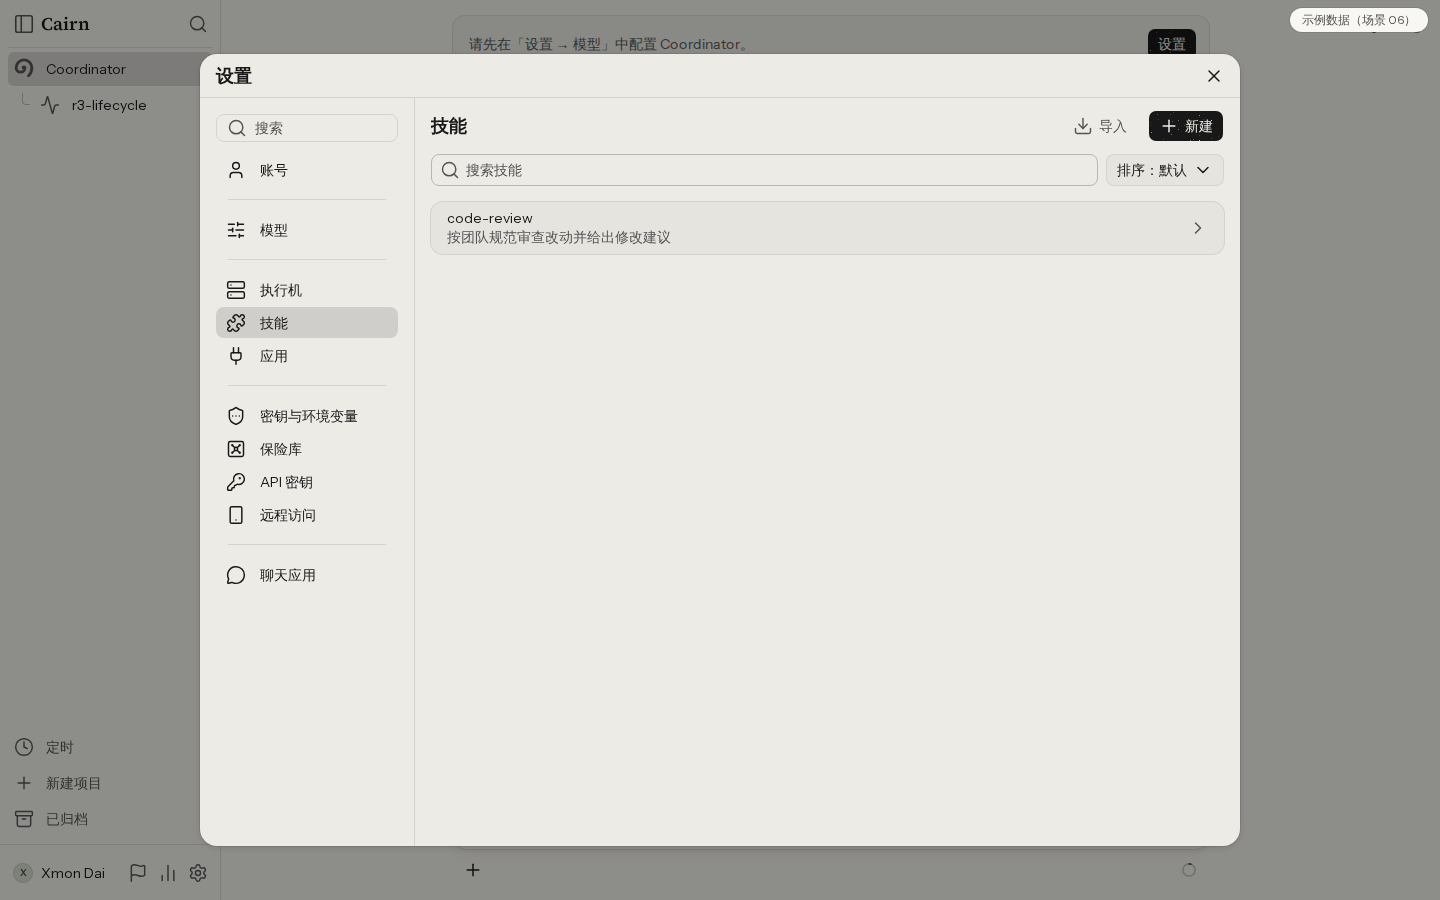 Cairn
Coordinator
r3-lifecycle
定时
新建项目
已归档
X
Xmon Dai
请先在「设置 → 模型」中配置 Coordinator。
设置
示例数据（场景 06）
设置
搜索
账号
模型
执行机
技能
应用
密钥与环境变量
保险库
API 密钥
远程访问
聊天应用
技能
导入
新建
搜索技能
排序：默认
code-review
按团队规范审查改动并给出修改建议